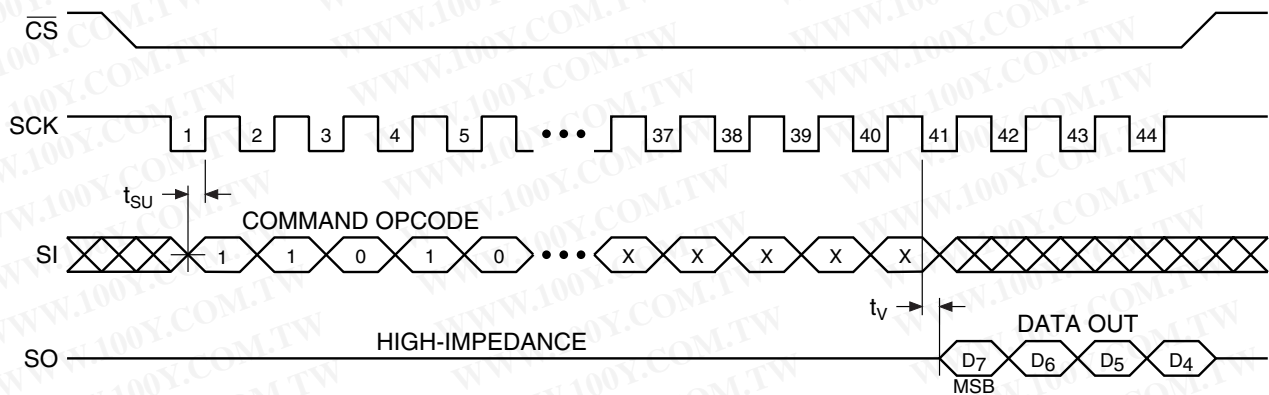 CS
SCK 1 2 3 4 5 ••• 37 38 39 40 41 42 43 44
tSU
COMMAND OPCODE
SI 1 1 0 1 0 ••• X X X X X
tV
HIGH-IMPEDANCE
DATA OUT
SO D7 D6 D5 D4
MSB
WWW.100Y.COM.TW